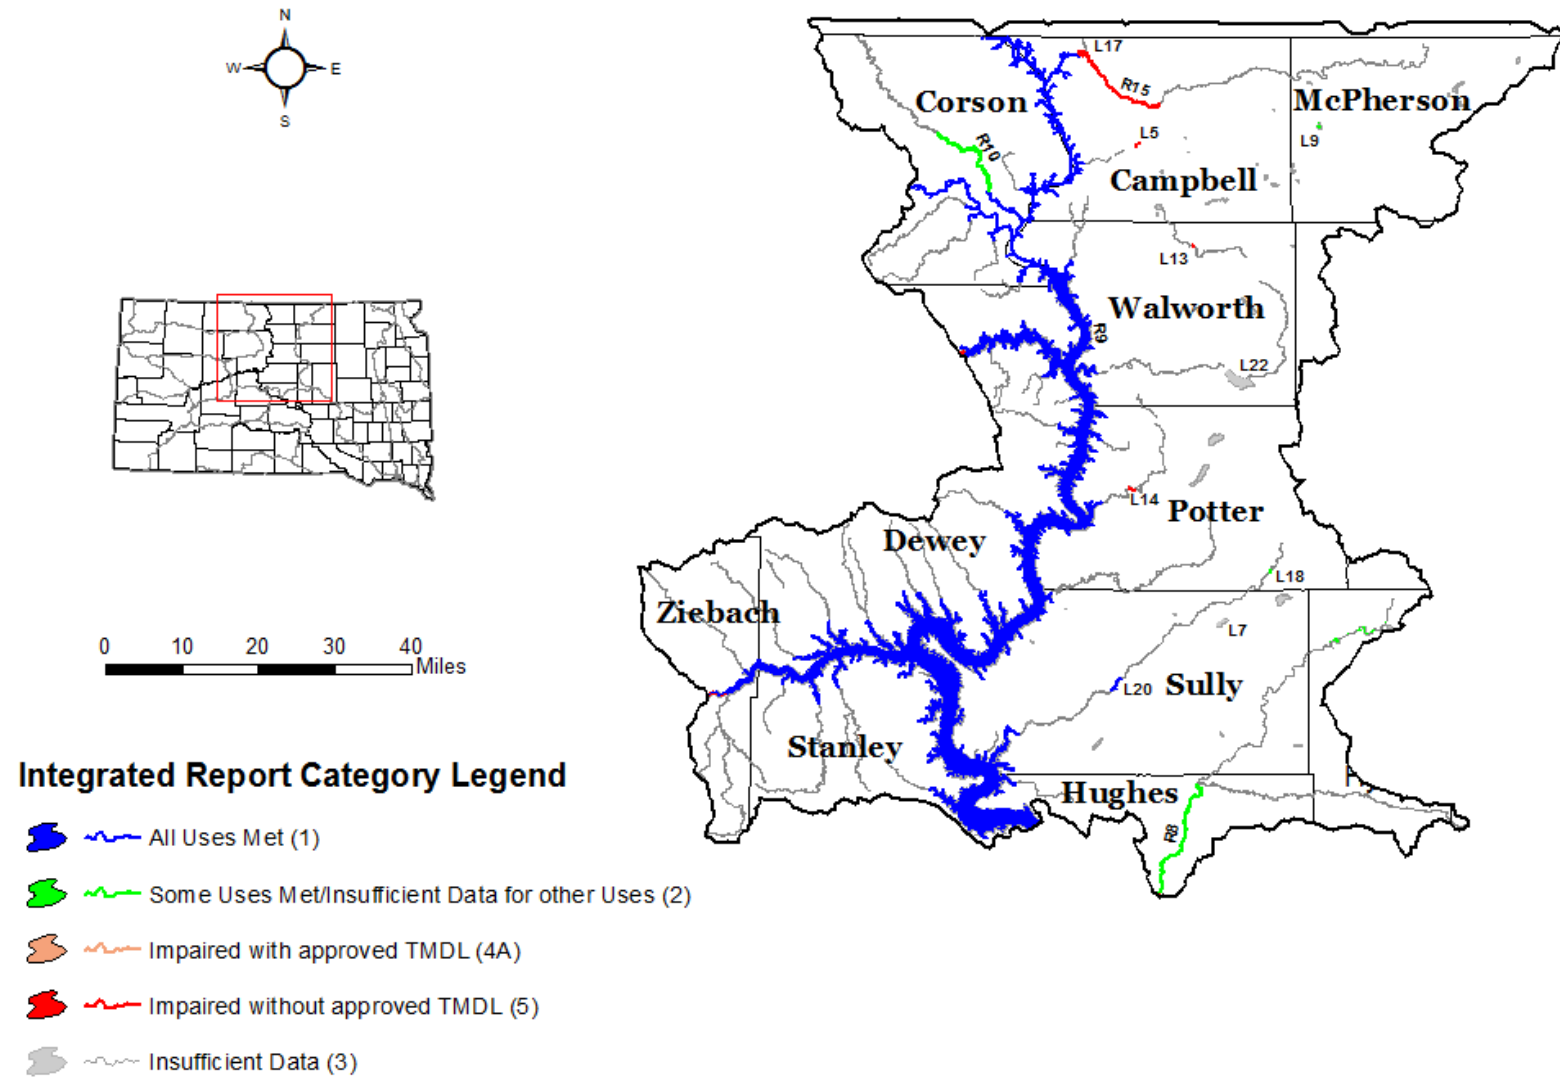 N
W
E
S
L17
R15
Corson
McPherson
L5
L9
R10
Campbell
L13
Walworth
R9
L22
L14
Potter
Dewey
L18
Ziebach
L7
L20
Sully
Stanley
Hughes
R8
0 10 20 30 40
Miles
Integrated Report Category Legend
All Uses Met (1)
Some Uses Met/Insufficient Data for other Uses (2)
Impaired with approved TMDL (4A)
Impaired without approved TMDL (5)
Insufficient Data (3)